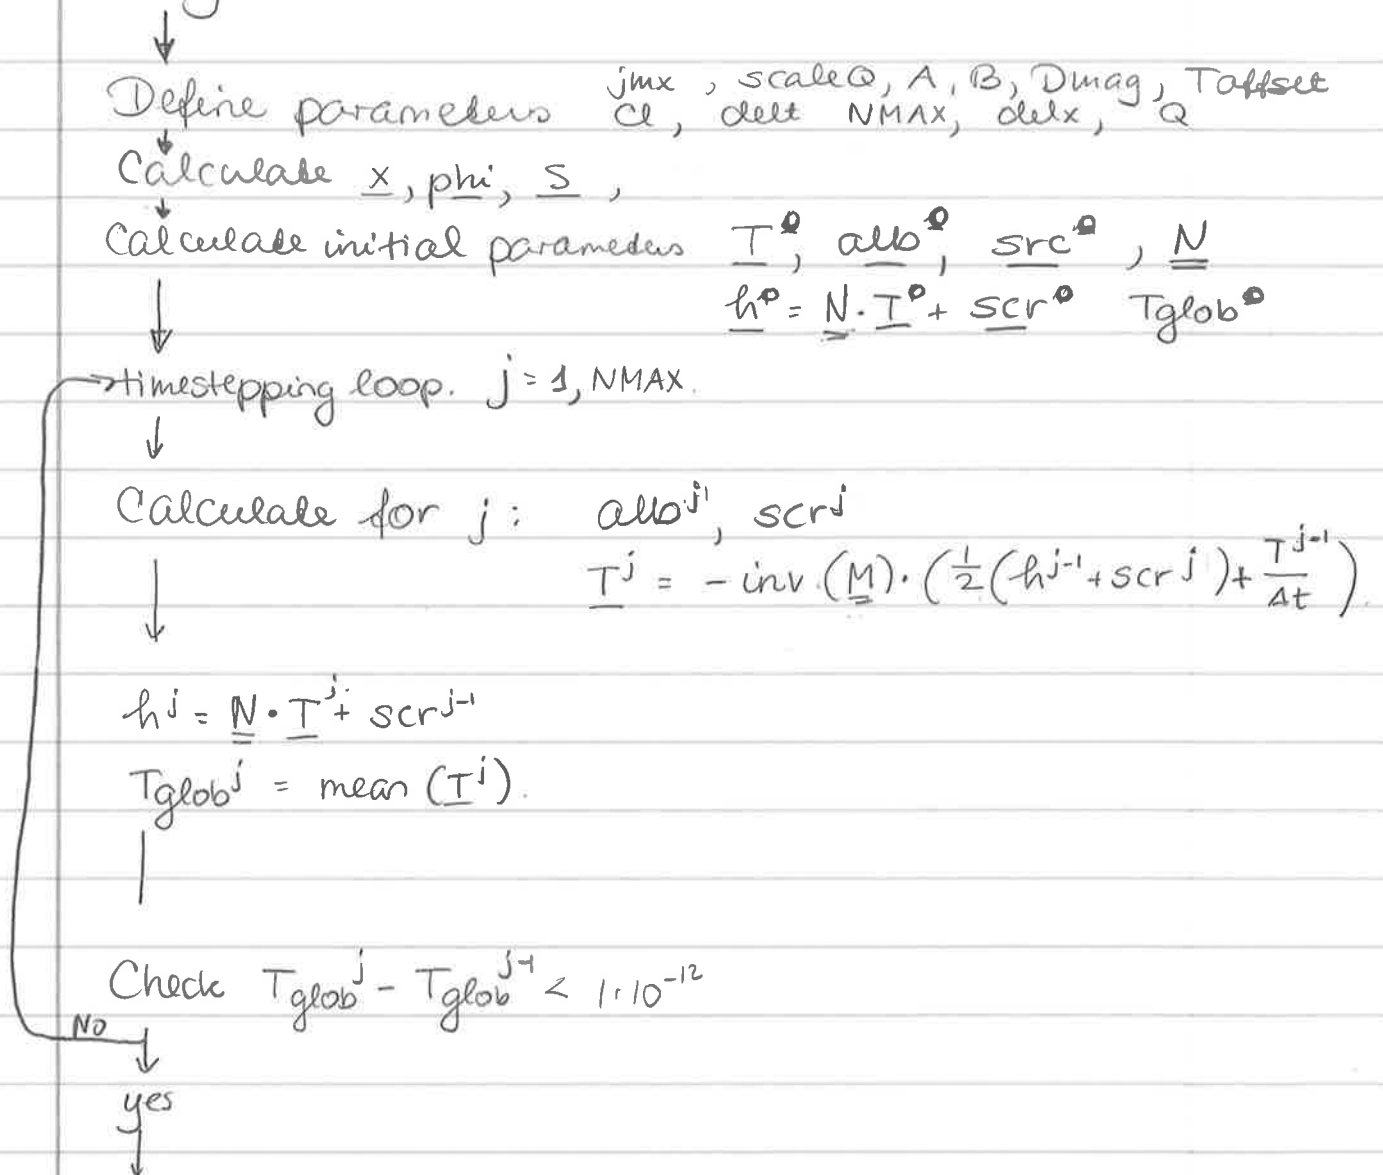 Define parameters jmx, scaleQ, A, B, Dmag, Toffset
Cl, delt NMAX, delx, Q
Calculate x, phi, S,
Calculate initial parameters T⁰, alb⁰, src⁰, N
h⁰ = N · T⁰ + scr⁰ Tglob⁰
timestepping loop. j = 1, NMAX.
Calculate for j: alb^j, scr^j
T^j = - inv (M) · (1/2 (h^j-1 + scr^j) + T^j-1/Δt).
h^j = N · T^j + scr^j-1
Tglob^j = mean (T^j).
Check Tglob^j - Tglob^j-1 < 1·10^-12
NO
yes